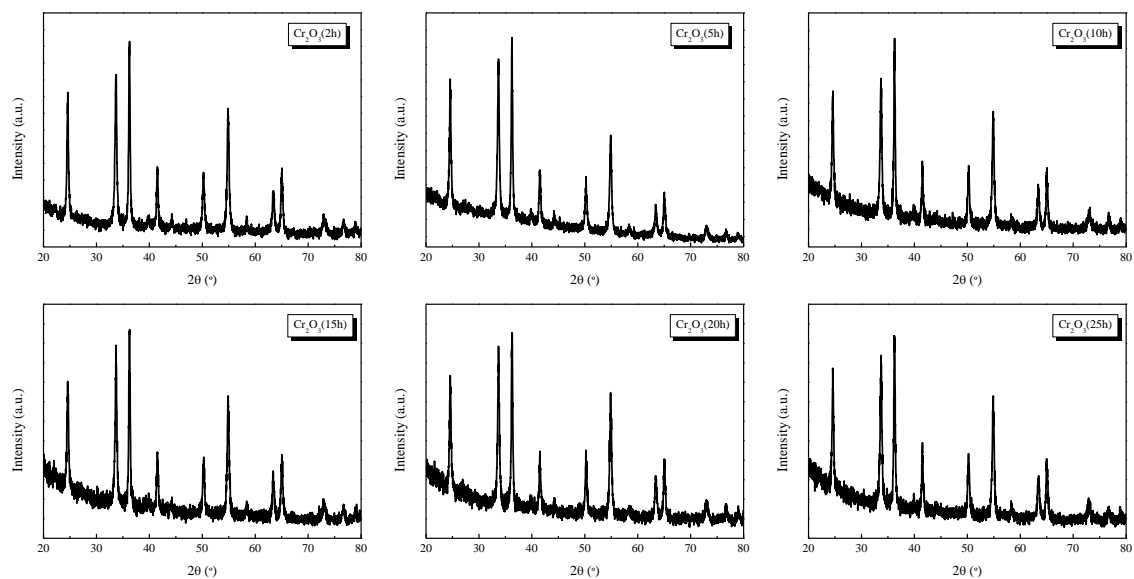 Cr₂O₃(2h)
Intensity (a.u.)
20 30 40 50 60 70 80
2θ (º)
Cr₂O₃(5h)
Intensity (a.u.)
20 30 40 50 60 70 80
2θ (º)
Cr₂O₃(10h)
Intensity (a.u.)
20 30 40 50 60 70 80
2θ (º)
Cr₂O₃(15h)
Intensity (a.u.)
20 30 40 50 60 70 80
2θ (º)
Cr₂O₃(20h)
Intensity (a.u.)
20 30 40 50 60 70 80
2θ (º)
Cr₂O₃(25h)
Intensity (a.u.)
20 30 40 50 60 70 80
2θ (º)